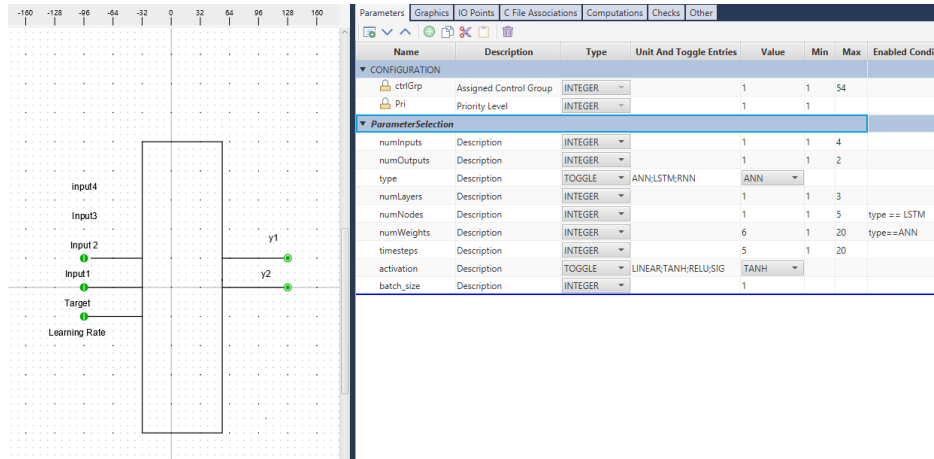 -160 -128 -96 -64 -32 0 32 64 96 128 160
input4
Input3
Input 2
Input1
Target
Learning Rate
y1
y2
Parameters Graphics IO Points C File Associations Computations Checks Other
Name Description Type Unit And Toggle Entries Value Min Max Enabled Condi
CONFIGURATION
ctrlGrp Assigned Control Group INTEGER 1 1 54
Pri Priority Level INTEGER 1 1
ParameterSelection
numInputs Description INTEGER 1 1 4
numOutputs Description INTEGER 1 1 2
type Description TOGGLE ANN;LSTM;RNN ANN
numLayers Description INTEGER 1 1 3
numNodes Description INTEGER 1 1 5 type == LSTM
numWeights Description INTEGER 6 1 20 type==ANN
timesteps Description INTEGER 5 1 20
activation Description TOGGLE LINEAR;TANH;RELU;SIG TANH
batch_size Description INTEGER 1